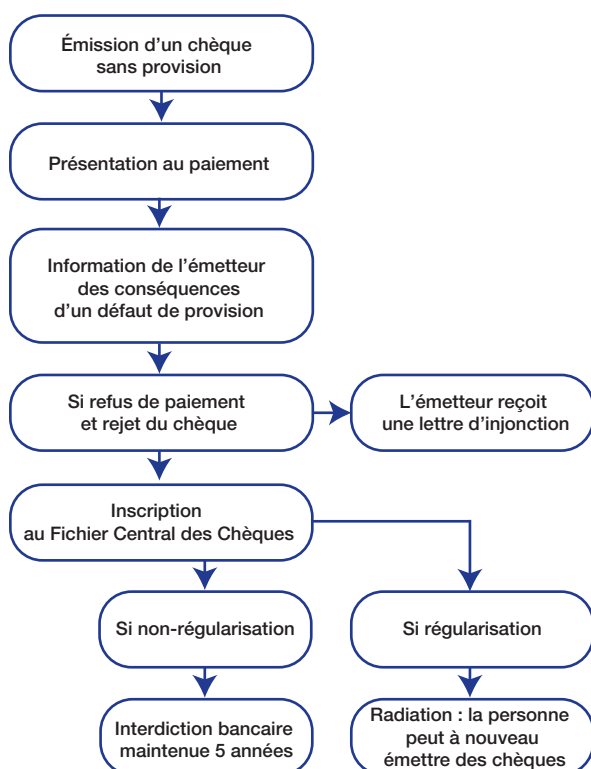 Émission d’un chèque
sans provision
Présentation au paiement
Information de l’émetteur
des conséquences
d’un défaut de provision
Si refus de paiement
et rejet du chèque
L’émetteur reçoit
une lettre d’injonction
Inscription
au Fichier Central des Chèques
Si non-régularisation
Si régularisation
Interdiction bancaire
maintenue 5 années
Radiation : la personne
peut à nouveau
émettre des chèques